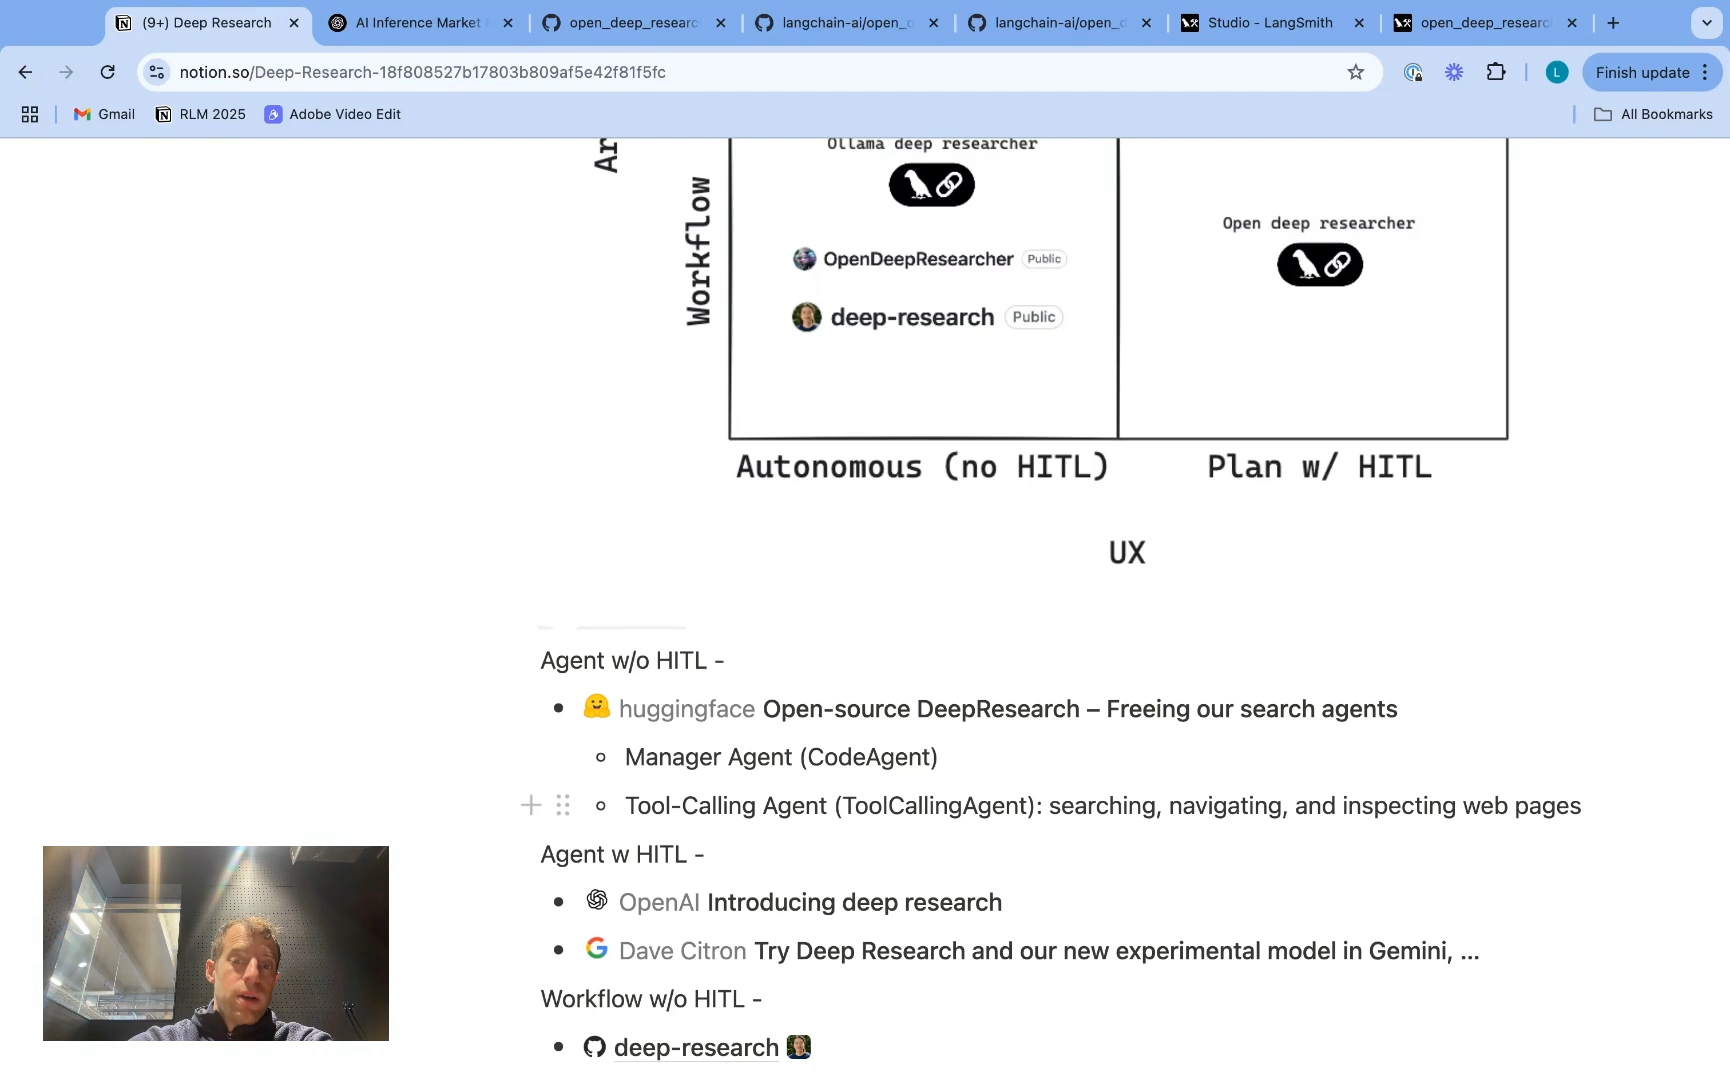 (9+) Deep Research
AI Inference Market
open_deep_researc
langchain-ai/open_d
langchain-ai/open_d
Studio - LangSmith
open_deep_researc
notion.so/Deep-Research-18f808527b17803b809af5e42f81f5fc
L
Finish update
Gmail
RLM 2025
Adobe Video Edit
All Bookmarks
Ar
Workflow
Ollama deep researcher
OpenDeepResearcher Public
deep-research Public
Open deep researcher
Autonomous (no HITL)
Plan w/ HITL
UX
Agent w/o HITL -
huggingface Open-source DeepResearch – Freeing our search agents
Manager Agent (CodeAgent)
Tool-Calling Agent (ToolCallingAgent): searching, navigating, and inspecting web pages
Agent w HITL -
OpenAI Introducing deep research
Dave Citron Try Deep Research and our new experimental model in Gemini, ...
Workflow w/o HITL -
deep-research